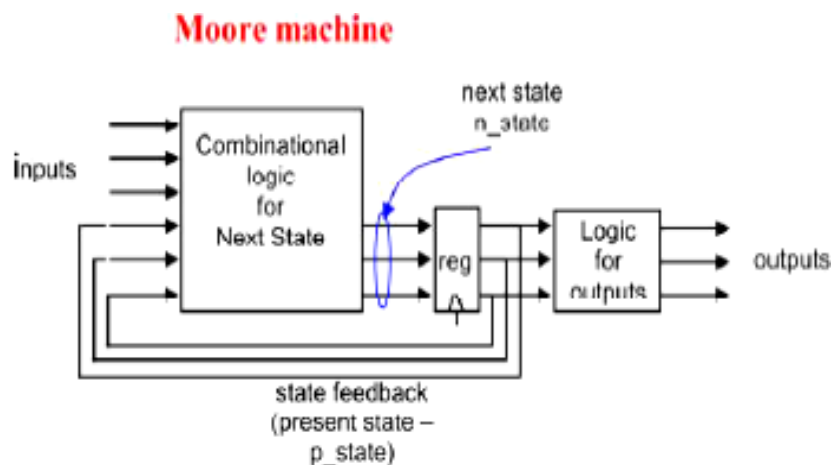 Moore machine
next state
n_state
Combinational
logic
for
Next State
inputs
reg
Logic
for
outputs
outputs
state feedback
(present state –
p_state)